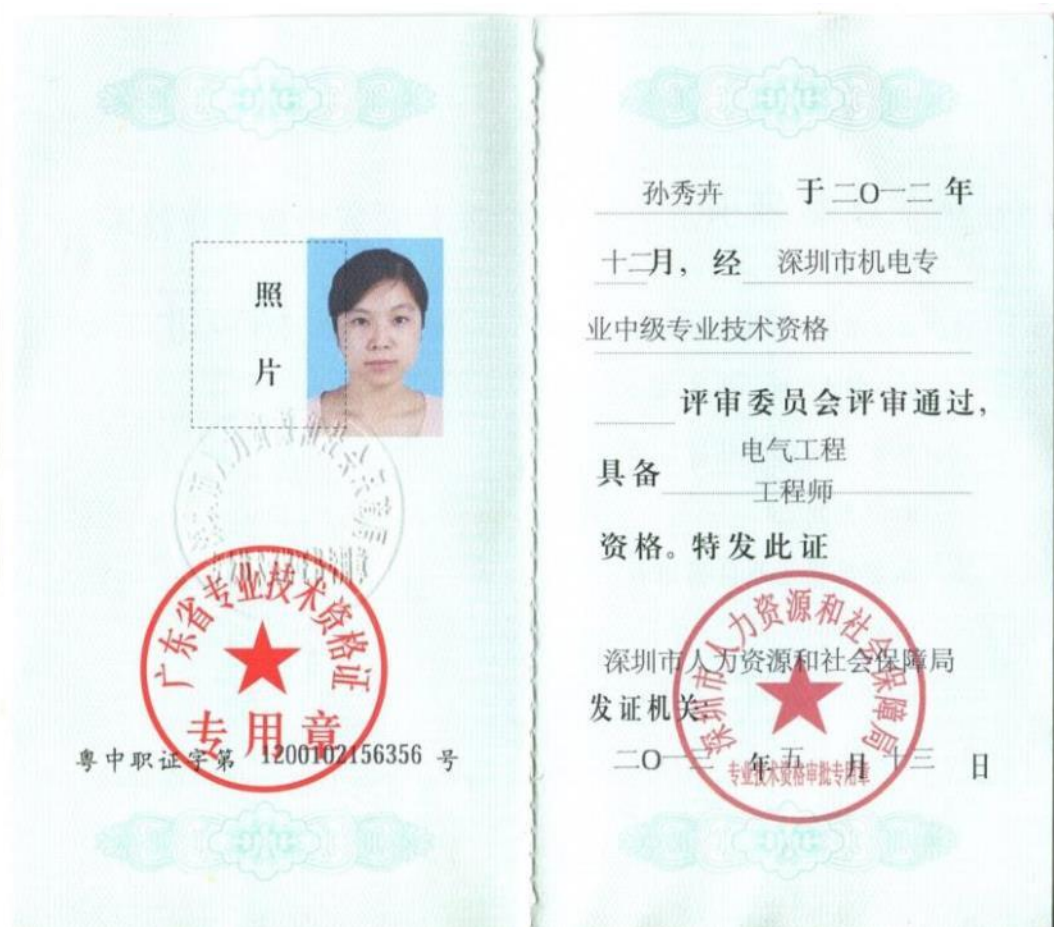 照
片
广东省专业技术资格证
专用章
粤中职证字第 1200102156356 号
孙秀卉 于 二O一二 年
十二月，经 深圳市机电专
业中级专业技术资格
评审委员会评审通过，
具备 电气工程
工程师
资格。特发此证
深圳市人力资源和社会保障局
发证机关：
二O一三 年 五 月 十三 日
深圳市人力资源和社会保障局
专业技术资格审批专用章